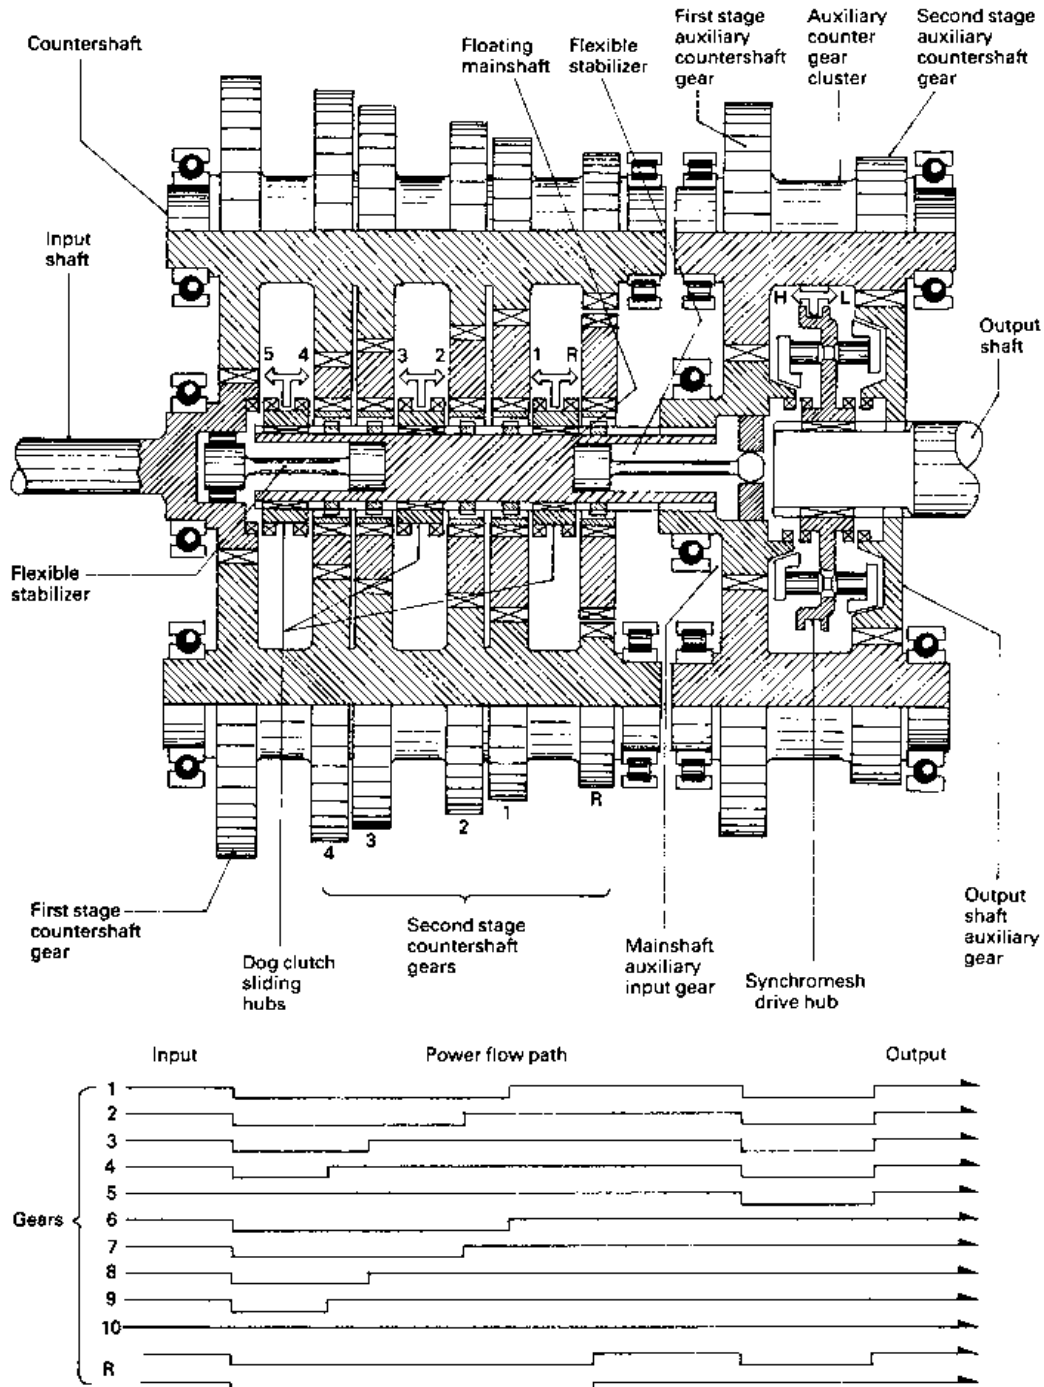 Countershaft
Floating
mainshaft
Flexible
stabilizer
First stage
auxiliary
countershaft
gear
Auxiliary
counter
gear
cluster
Second stage
auxiliary
countershaft
gear
Input
shaft
H L
Output
shaft
5 4 3 2 1 R
Flexible
stabilizer
4 3 2 1 R
First stage
countershaft
gear
Dog clutch
sliding
hubs
Second stage
countershaft
gears
Mainshaft
auxiliary
input gear
Synchromesh
drive hub
Output
shaft
auxiliary
gear
Input Power flow path Output
Gears
1
2
3
4
5
6
7
8
9
10
R